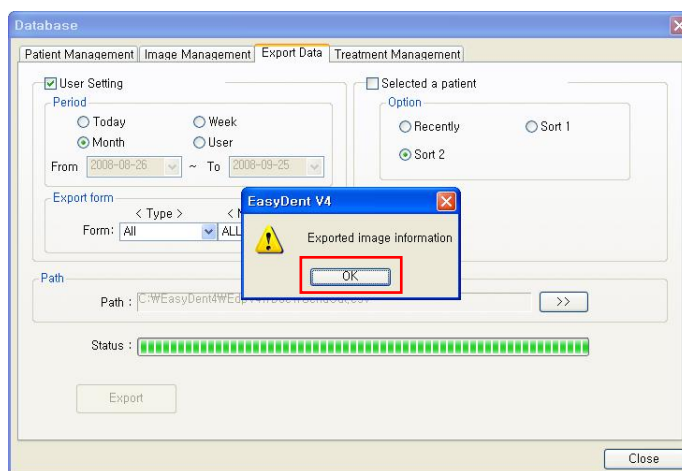 Database
Patient Management Image Management Export Data Treatment Management
User Setting
Selected a patient
Period
Today Week
Month User
From 2008-08-26 ~ To 2008-09-25
Option
Recently Sort 1
Sort 2
Export form
< Type >
Form: All ALL
EasyDent V4
Exported image information
OK
Path
Path : >>
Status :
Export
Close